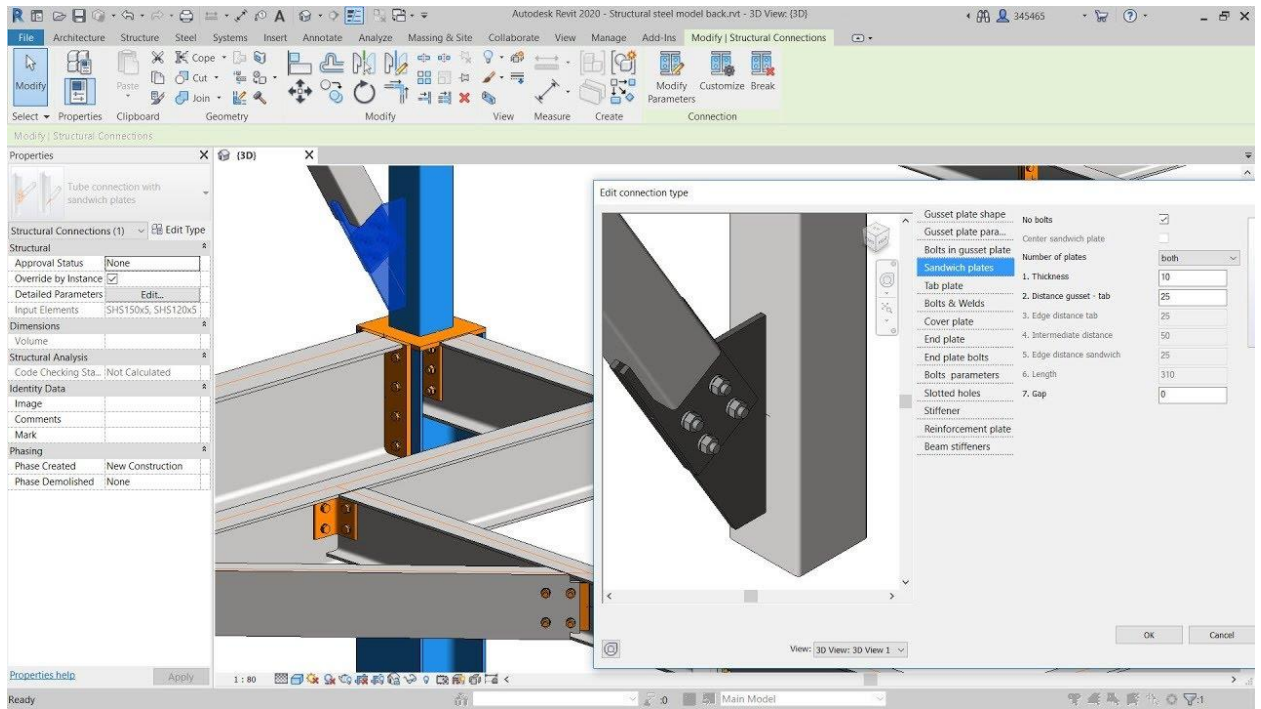 Autodesk Revit 2020 - Structural steel model back.rvt - 3D View: {3D}
345465
File Architecture Structure Steel Systems Insert Annotate Analyze Massing & Site Collaborate View Manage Add-Ins Modify | Structural Connections
Modify
Paste
Cope
Cut
Join
Modify Parameters
Customize
Break
Select Properties Clipboard Geometry Modify View Measure Create Connection
Modify | Structural Connections
Properties
{3D}
Tube connection with
sandwich plates
Structural Connections (1) Edit Type
Structural
Approval Status None
Override by Instance
Detailed Parameters Edit...
Input Elements SHS150x5, SHS120x5
Dimensions
Volume
Structural Analysis
Code Checking Sta... Not Calculated
Identity Data
Image
Comments
Mark
Phasing
Phase Created New Construction
Phase Demolished None
Properties help Apply
Edit connection type
Gusset plate shape
Gusset plate para...
Bolts in gusset plate
Sandwich plates
Tab plate
Bolts & Welds
Cover plate
End plate
End plate bolts
Bolts parameters
Slotted holes
Stiffener
Reinforcement plate
Beam stiffeners
No bolts
Center sandwich plate
Number of plates both
1. Thickness 10
2. Distance gusset - tab 25
3. Edge distance tab 25
4. Intermediate distance 50
5. Edge distance sandwich 25
6. Length 310
7. Gap 0
OK Cancel
View: 3D View: 3D View 1
1 : 80
Ready
:0
Main Model
:1